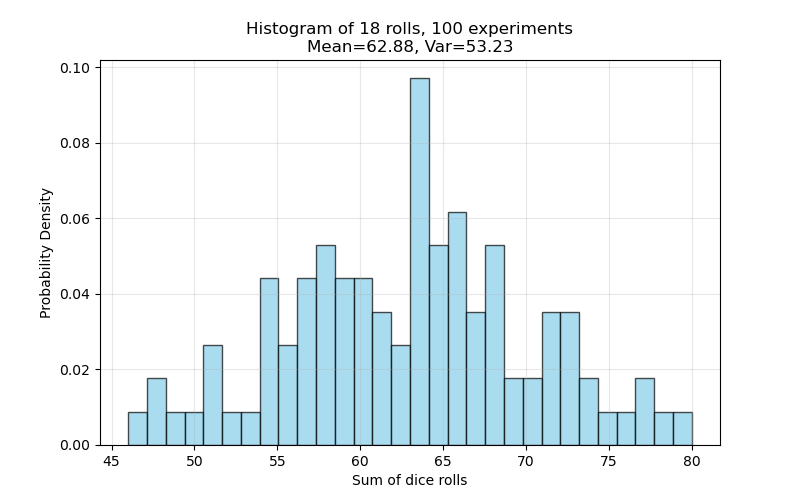 Histogram of 18 rolls, 100 experiments
Mean=62.88, Var=53.23
0.10
0.08
0.06
0.04
0.02
0.00
Probability Density
45 50 55 60 65 70 75 80
Sum of dice rolls